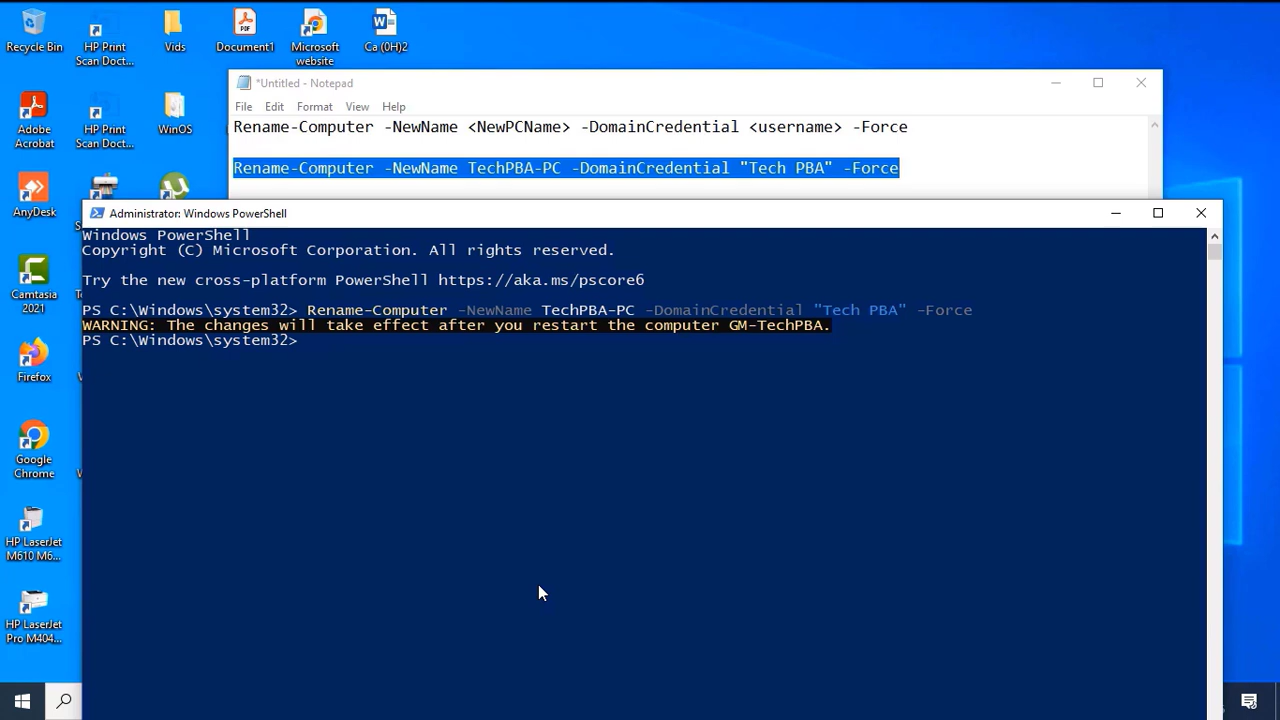 Recycle Bin
HP Print
Scan Doct...
Vids
Document1
Microsoft
website
Ca (0H)2
Adobe
Acrobat
HP Print
Scan Doct...
WinOS
AnyDesk
Camtasia
2021
Firefox
Google
Chrome
HP LaserJet
M610 M6...
HP LaserJet
Pro M404...
*Untitled - Notepad
File Edit Format View Help
Rename-Computer -NewName <NewPCName> -DomainCredential <username> -Force
Rename-Computer -NewName TechPBA-PC -DomainCredential "Tech PBA" -Force
Administrator: Windows PowerShell
Windows PowerShell
Copyright (C) Microsoft Corporation. All rights reserved.
Try the new cross-platform PowerShell https://aka.ms/pscore6
PS C:\Windows\system32> Rename-Computer -NewName TechPBA-PC -DomainCredential "Tech PBA" -Force
WARNING: The changes will take effect after you restart the computer GM-TechPBA.
PS C:\Windows\system32>